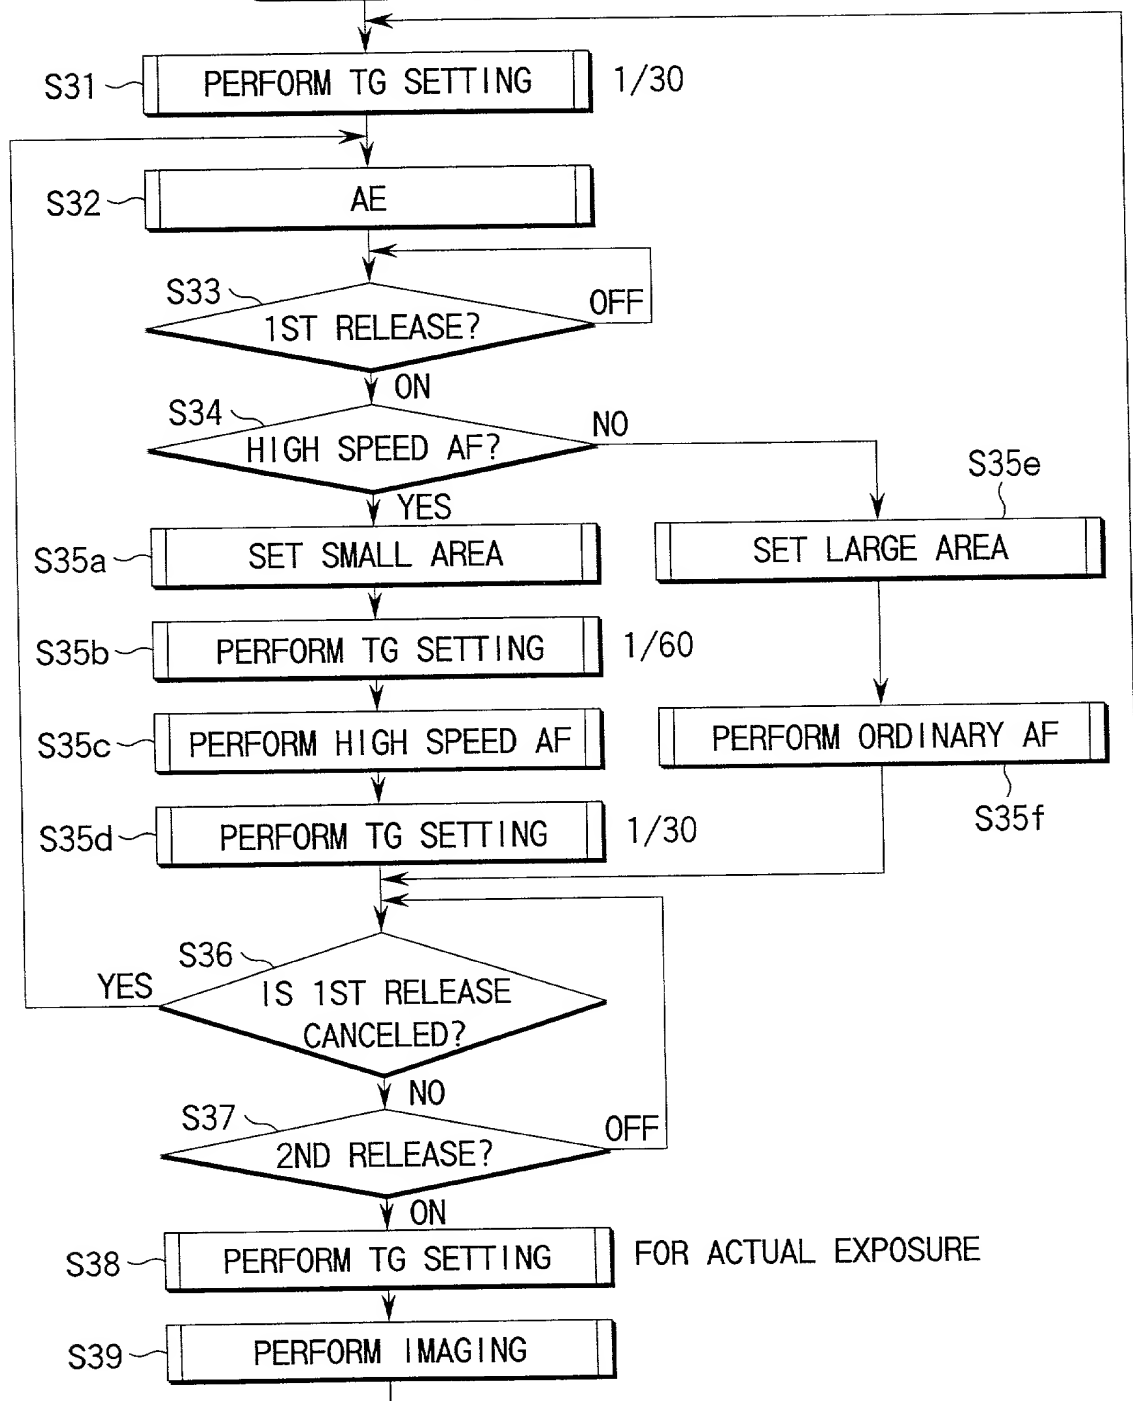 S31 PERFORM TG SETTING 1/30
S32 AE
S33 1ST RELEASE? OFF
ON
S34 HIGH SPEED AF? NO
YES
S35e
S35a SET SMALL AREA
SET LARGE AREA
S35b PERFORM TG SETTING 1/60
S35c PERFORM HIGH SPEED AF
PERFORM ORDINARY AF
S35f
S35d PERFORM TG SETTING 1/30
S36
YES
IS 1ST RELEASE
CANCELED?
NO
S37 2ND RELEASE? OFF
ON
S38 PERFORM TG SETTING FOR ACTUAL EXPOSURE
S39 PERFORM IMAGING